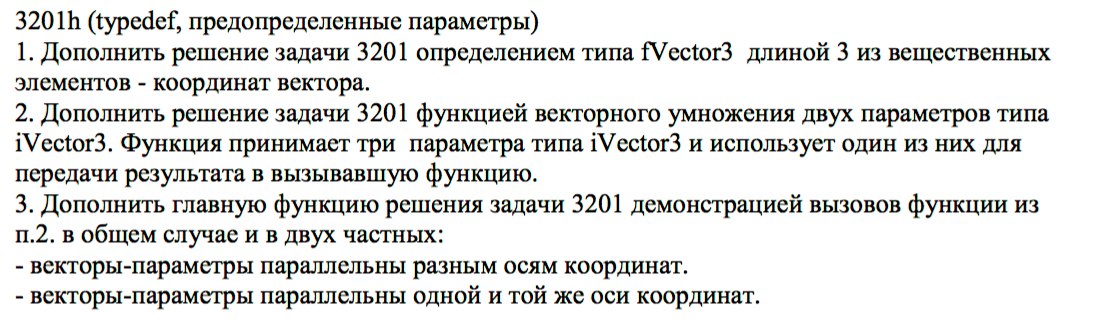 3201h (typedef, предопределенные параметры)
1. Дополнить решение задачи 3201 определением типа fVector3  длиной 3 из вещественных
элементов - координат вектора.
2. Дополнить решение задачи 3201 функцией векторного умножения двух параметров типа
iVector3. Функция принимает три  параметра типа iVector3 и использует один из них для
передачи результата в вызывавшую функцию.
3. Дополнить главную функцию решения задачи 3201 демонстрацией вызовов функции из
п.2. в общем случае и в двух частных:
- векторы-параметры параллельны разным осям координат.
- векторы-параметры параллельны одной и той же оси координат.